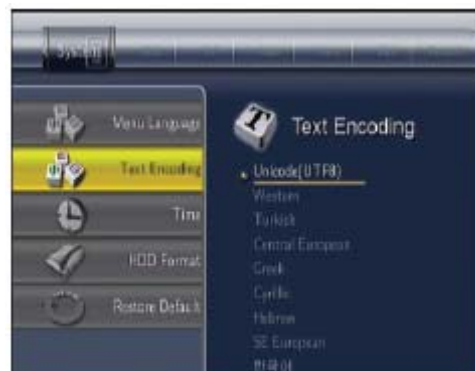 Menu Language
Text Encoding
Time
HDD Format
Restore Default
Text Encoding
Unicode(UTF8)
Western
Turkish
Central European
Greek
Cyrillic
Hebrew
SE European